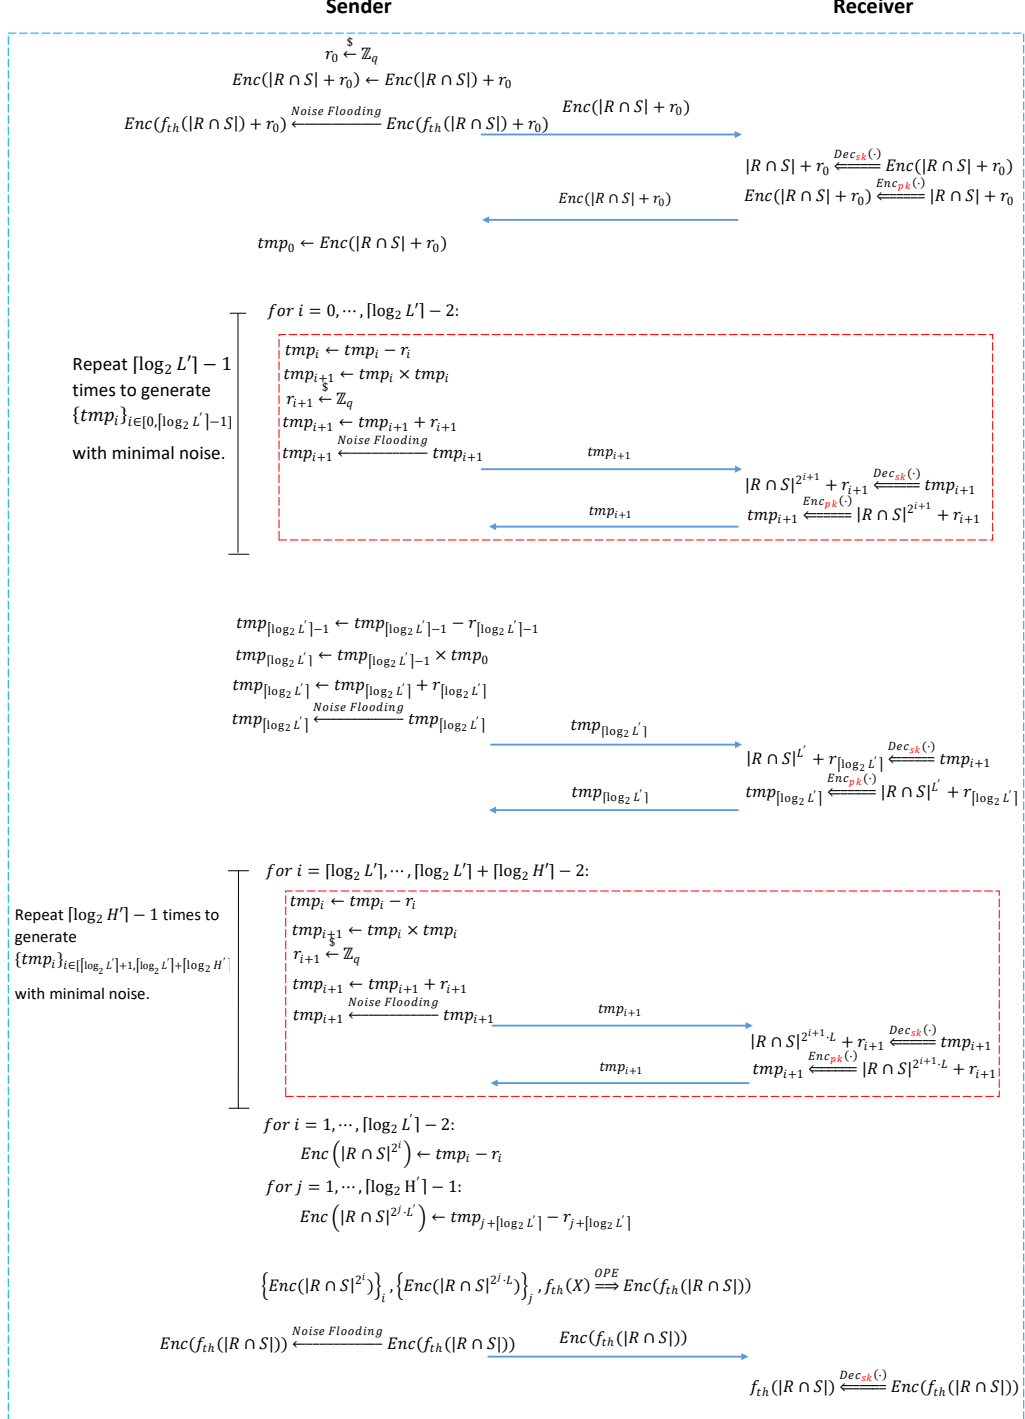 Sender Receiver
r_0 $← ℤ_q
Enc(|R ∩ S| + r_0) ← Enc(|R ∩ S|) + r_0
Enc(|R ∩ S| + r_0)
Enc(f_th(|R ∩ S|) + r_0) Noise Flooding← Enc(f_th(|R ∩ S|) + r_0)
|R ∩ S| + r_0 Dec_sk(·)⇐ Enc(|R ∩ S| + r_0)
Enc(|R ∩ S| + r_0)
Enc(|R ∩ S| + r_0) Enc_pk(·)⇐ |R ∩ S| + r_0
tmp_0 ← Enc(|R ∩ S| + r_0)
for i = 0, ⋯, ⌈log_2 L′⌉ − 2:
Repeat ⌈log_2 L′⌉ − 1
times to generate
{tmp_i}_{i∈[0,⌈log_2 L′⌉−1]}
with minimal noise.
tmp_i ← tmp_i − r_i
tmp_{i+1} ← tmp_i × tmp_i
r_{i+1} $← ℤ_q
tmp_{i+1} ← tmp_{i+1} + r_{i+1}
tmp_{i+1} Noise Flooding← tmp_{i+1}
tmp_{i+1}
|R ∩ S|^{2^{i+1}} + r_{i+1} Dec_sk(·)⇐ tmp_{i+1}
tmp_{i+1}
tmp_{i+1} Enc_pk(·)⇐ |R ∩ S|^{2^{i+1}} + r_{i+1}
tmp_{⌈log_2 L′⌉−1} ← tmp_{⌈log_2 L′⌉−1} − r_{⌈log_2 L′⌉−1}
tmp_{⌈log_2 L′⌉} ← tmp_{⌈log_2 L′⌉−1} × tmp_0
tmp_{⌈log_2 L′⌉} ← tmp_{⌈log_2 L′⌉} + r_{⌈log_2 L′⌉}
tmp_{⌈log_2 L′⌉} Noise Flooding← tmp_{⌈log_2 L′⌉}
tmp_{⌈log_2 L′⌉}
|R ∩ S|^{L′} + r_{⌈log_2 L′⌉} Dec_sk(·)⇐ tmp_{i+1}
tmp_{⌈log_2 L′⌉}
tmp_{⌈log_2 L′⌉} Enc_pk(·)⇐ |R ∩ S|^{L′} + r_{⌈log_2 L′⌉}
for i = ⌈log_2 L′⌉, ⋯, ⌈log_2 L′⌉ + ⌈log_2 H′⌉ − 2:
Repeat ⌈log_2 H′⌉ − 1 times to
generate
{tmp_i}_{i∈[⌈log_2 L′⌉+1,⌈log_2 L′⌉+⌈log_2 H′⌉
with minimal noise.
tmp_i ← tmp_i − r_i
tmp_{i+1} ← tmp_i × tmp_i
r_{i+1} $← ℤ_q
tmp_{i+1} ← tmp_{i+1} + r_{i+1}
tmp_{i+1} Noise Flooding← tmp_{i+1}
tmp_{i+1}
|R ∩ S|^{2^{i+1}·L} + r_{i+1} Dec_sk(·)⇐ tmp_{i+1}
tmp_{i+1}
tmp_{i+1} Enc_pk(·)⇐ |R ∩ S|^{2^{i+1}·L} + r_{i+1}
for i = 1, ⋯, ⌈log_2 L′⌉ − 2:
Enc(|R ∩ S|^{2^i}) ← tmp_i − r_i
for j = 1, ⋯, ⌈log_2 H′⌉ − 1:
Enc(|R ∩ S|^{2^j·L′}) ← tmp_{j+⌈log_2 L′⌉} − r_{j+⌈log_2 L′⌉}
{Enc(|R ∩ S|^{2^i})}_i, {Enc(|R ∩ S|^{2^j·L})}_j, f_th(X) OPE⇒ Enc(f_th(|R ∩ S|))
Enc(f_th(|R ∩ S|)) Noise Flooding← Enc(f_th(|R ∩ S|))
Enc(f_th(|R ∩ S|))
f_th(|R ∩ S|) Dec_sk(·)⇐ Enc(f_th(|R ∩ S|))